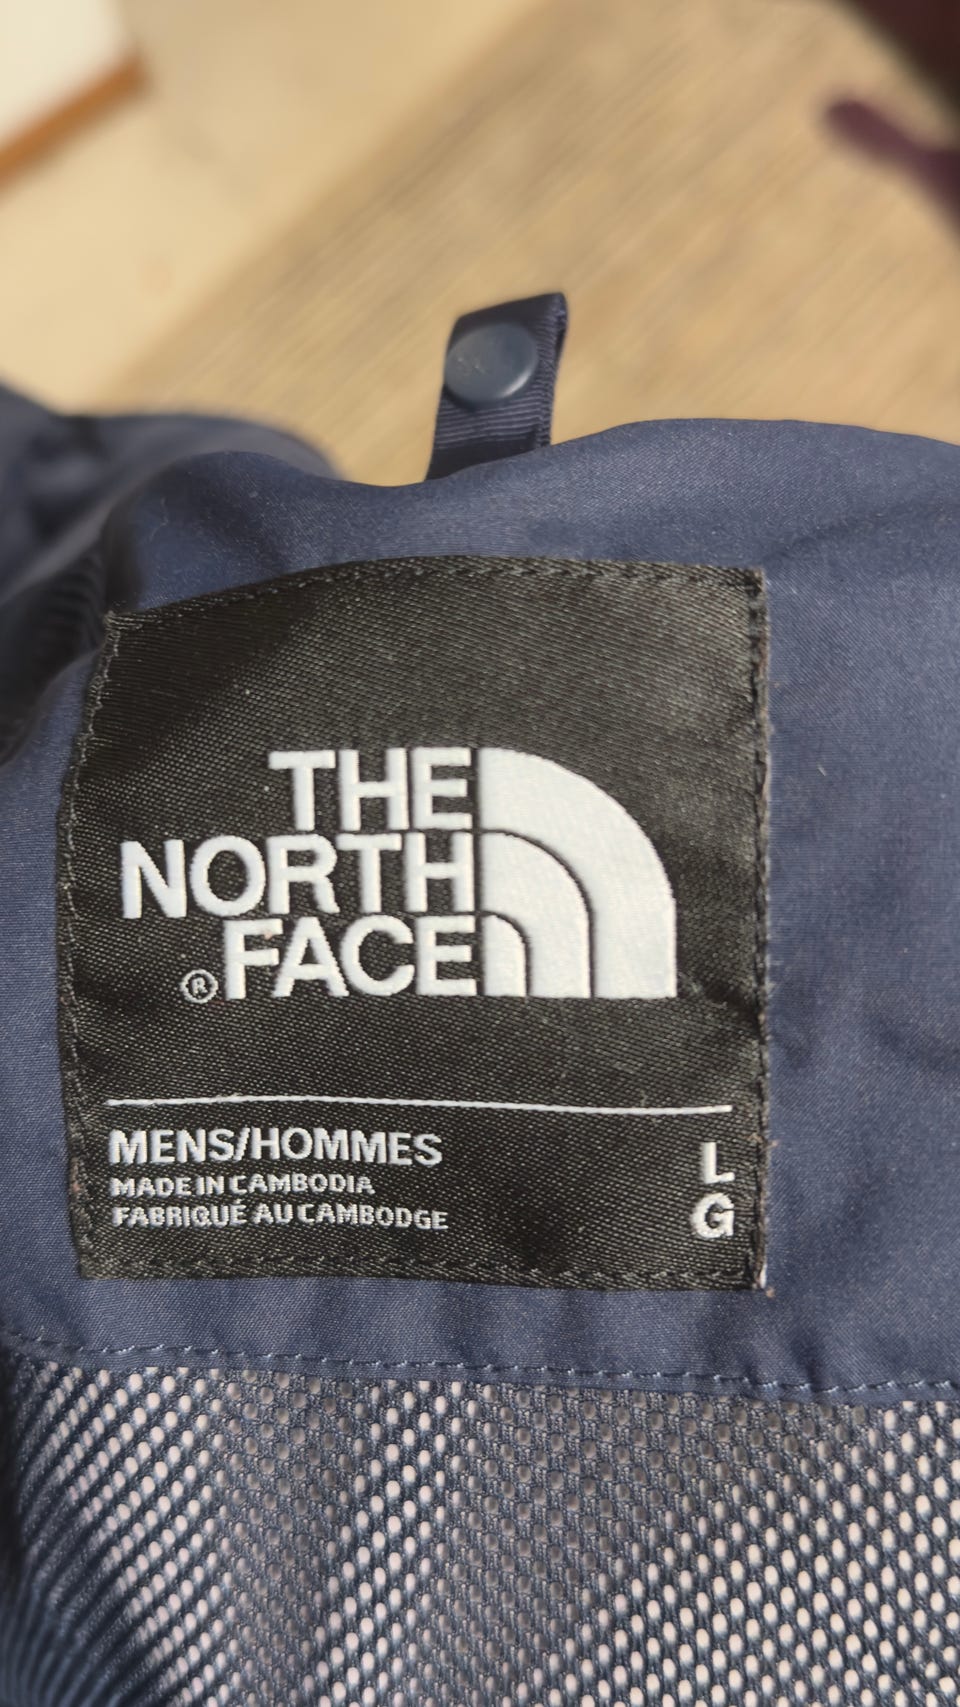 THE
NORTH
FACE
®
MENS/HOMMES
MADE IN CAMBODIA
FABRIQUÉ AU CAMBODGE
L
G